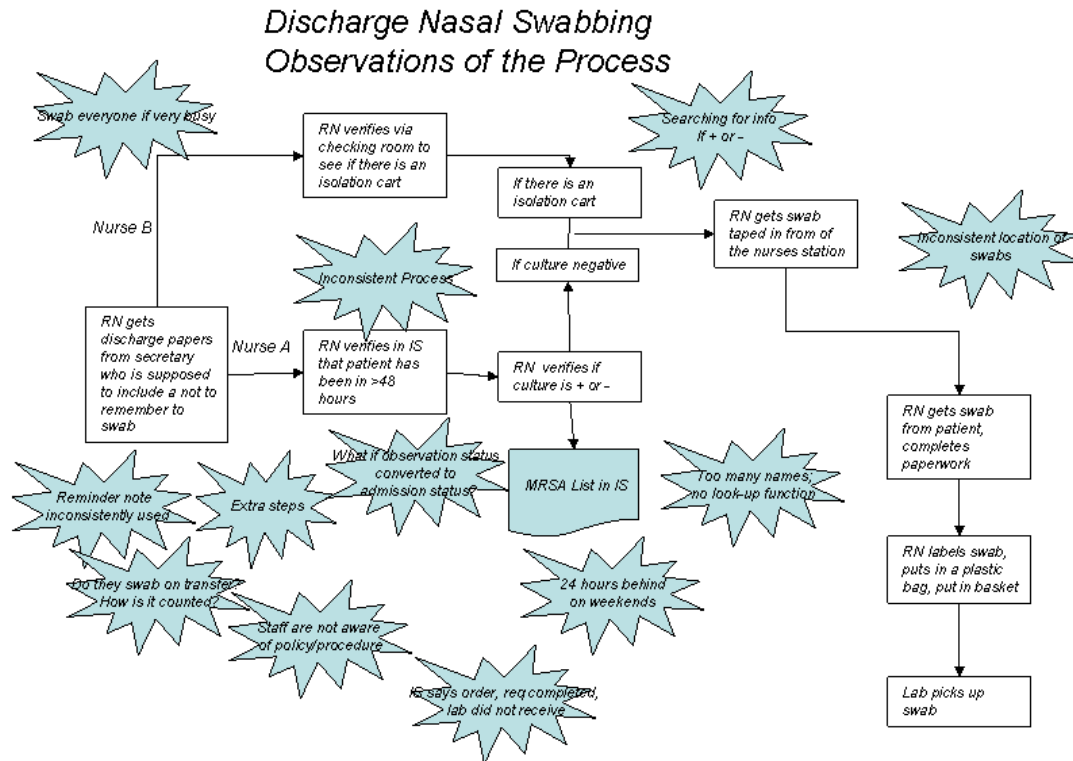 Discharge Nasal Swabbing
Observations of the Process
Swab everyone if very busy
RN verifies via
checking room to
see if there is an
isolation cart
Searching for info
If + or –
If there is an
isolation cart
RN gets swab
taped in from of
the nurses station
Inconsistent location of
swabs
Nurse B
Inconsistent Process
If culture negative
RN gets
discharge papers
from secretary
who is supposed
to include a not to
remember to
swab
Nurse A
RN verifies in IS
that patient has
been in >48
hours
RN verifies if
culture is + or –
RN gets swab
from patient,
completes
paperwork
What if observation status
converted to
admission status?
MRSA List in IS
Too many names;
no look-up function
Reminder note
inconsistently used
Extra steps
RN labels swab,
puts in a plastic
bag, put in basket
Do they swab on transfer?
How is it counted?
24 hours behind
on weekends
Staff are not aware
of policy/procedure
IS says order, req completed,
lab did not receive
Lab picks up
swab